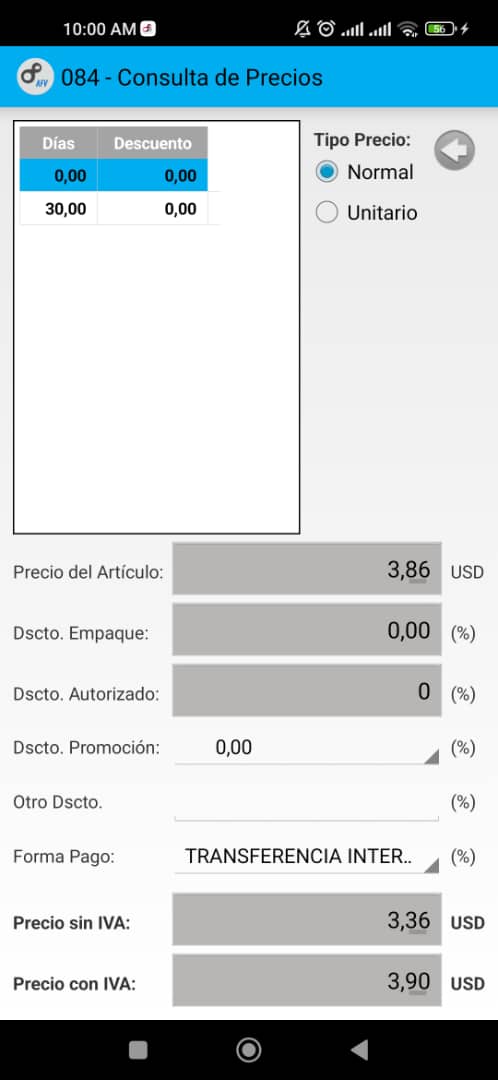 10:00 AM
56
AFV
084 - Consulta de Precios
Días Descuento
0,00 0,00
30,00 0,00
Tipo Precio:
Normal
Unitario
Precio del Artículo: 3,86 USD
Dscto. Empaque: 0,00 (%)
Dscto. Autorizado: 0 (%)
Dscto. Promoción: 0,00 (%)
Otro Dscto. (%)
Forma Pago: TRANSFERENCIA INTER.. (%)
Precio sin IVA: 3,36 USD
Precio con IVA: 3,90 USD